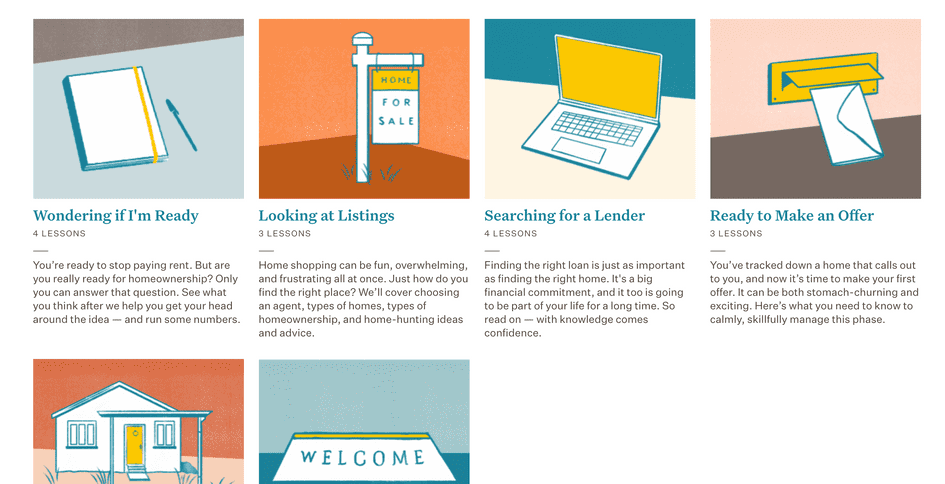 HOME
FOR
SALE
Wondering if I'm Ready
4 LESSONS
You're ready to stop paying rent. But are
you really ready for homeownership? Only
you can answer that question. See what
you think after we help you get your head
around the idea — and run some numbers.
Looking at Listings
3 LESSONS
Home shopping can be fun, overwhelming,
and frustrating all at once. Just how do you
find the right place? We'll cover choosing
an agent, types of homes, types of
homeownership, and home-hunting ideas
and advice.
Searching for a Lender
4 LESSONS
Finding the right loan is just as important
as finding the right home. It's a big
financial commitment, and it too is going
to be part of your life for a long time. So
read on — with knowledge comes
confidence.
Ready to Make an Offer
3 LESSONS
You've tracked down a home that calls out
to you, and now it's time to make your first
offer. It can be both stomach-churning and
exciting. Here's what you need to know to
calmly, skillfully manage this phase.
WELCOME